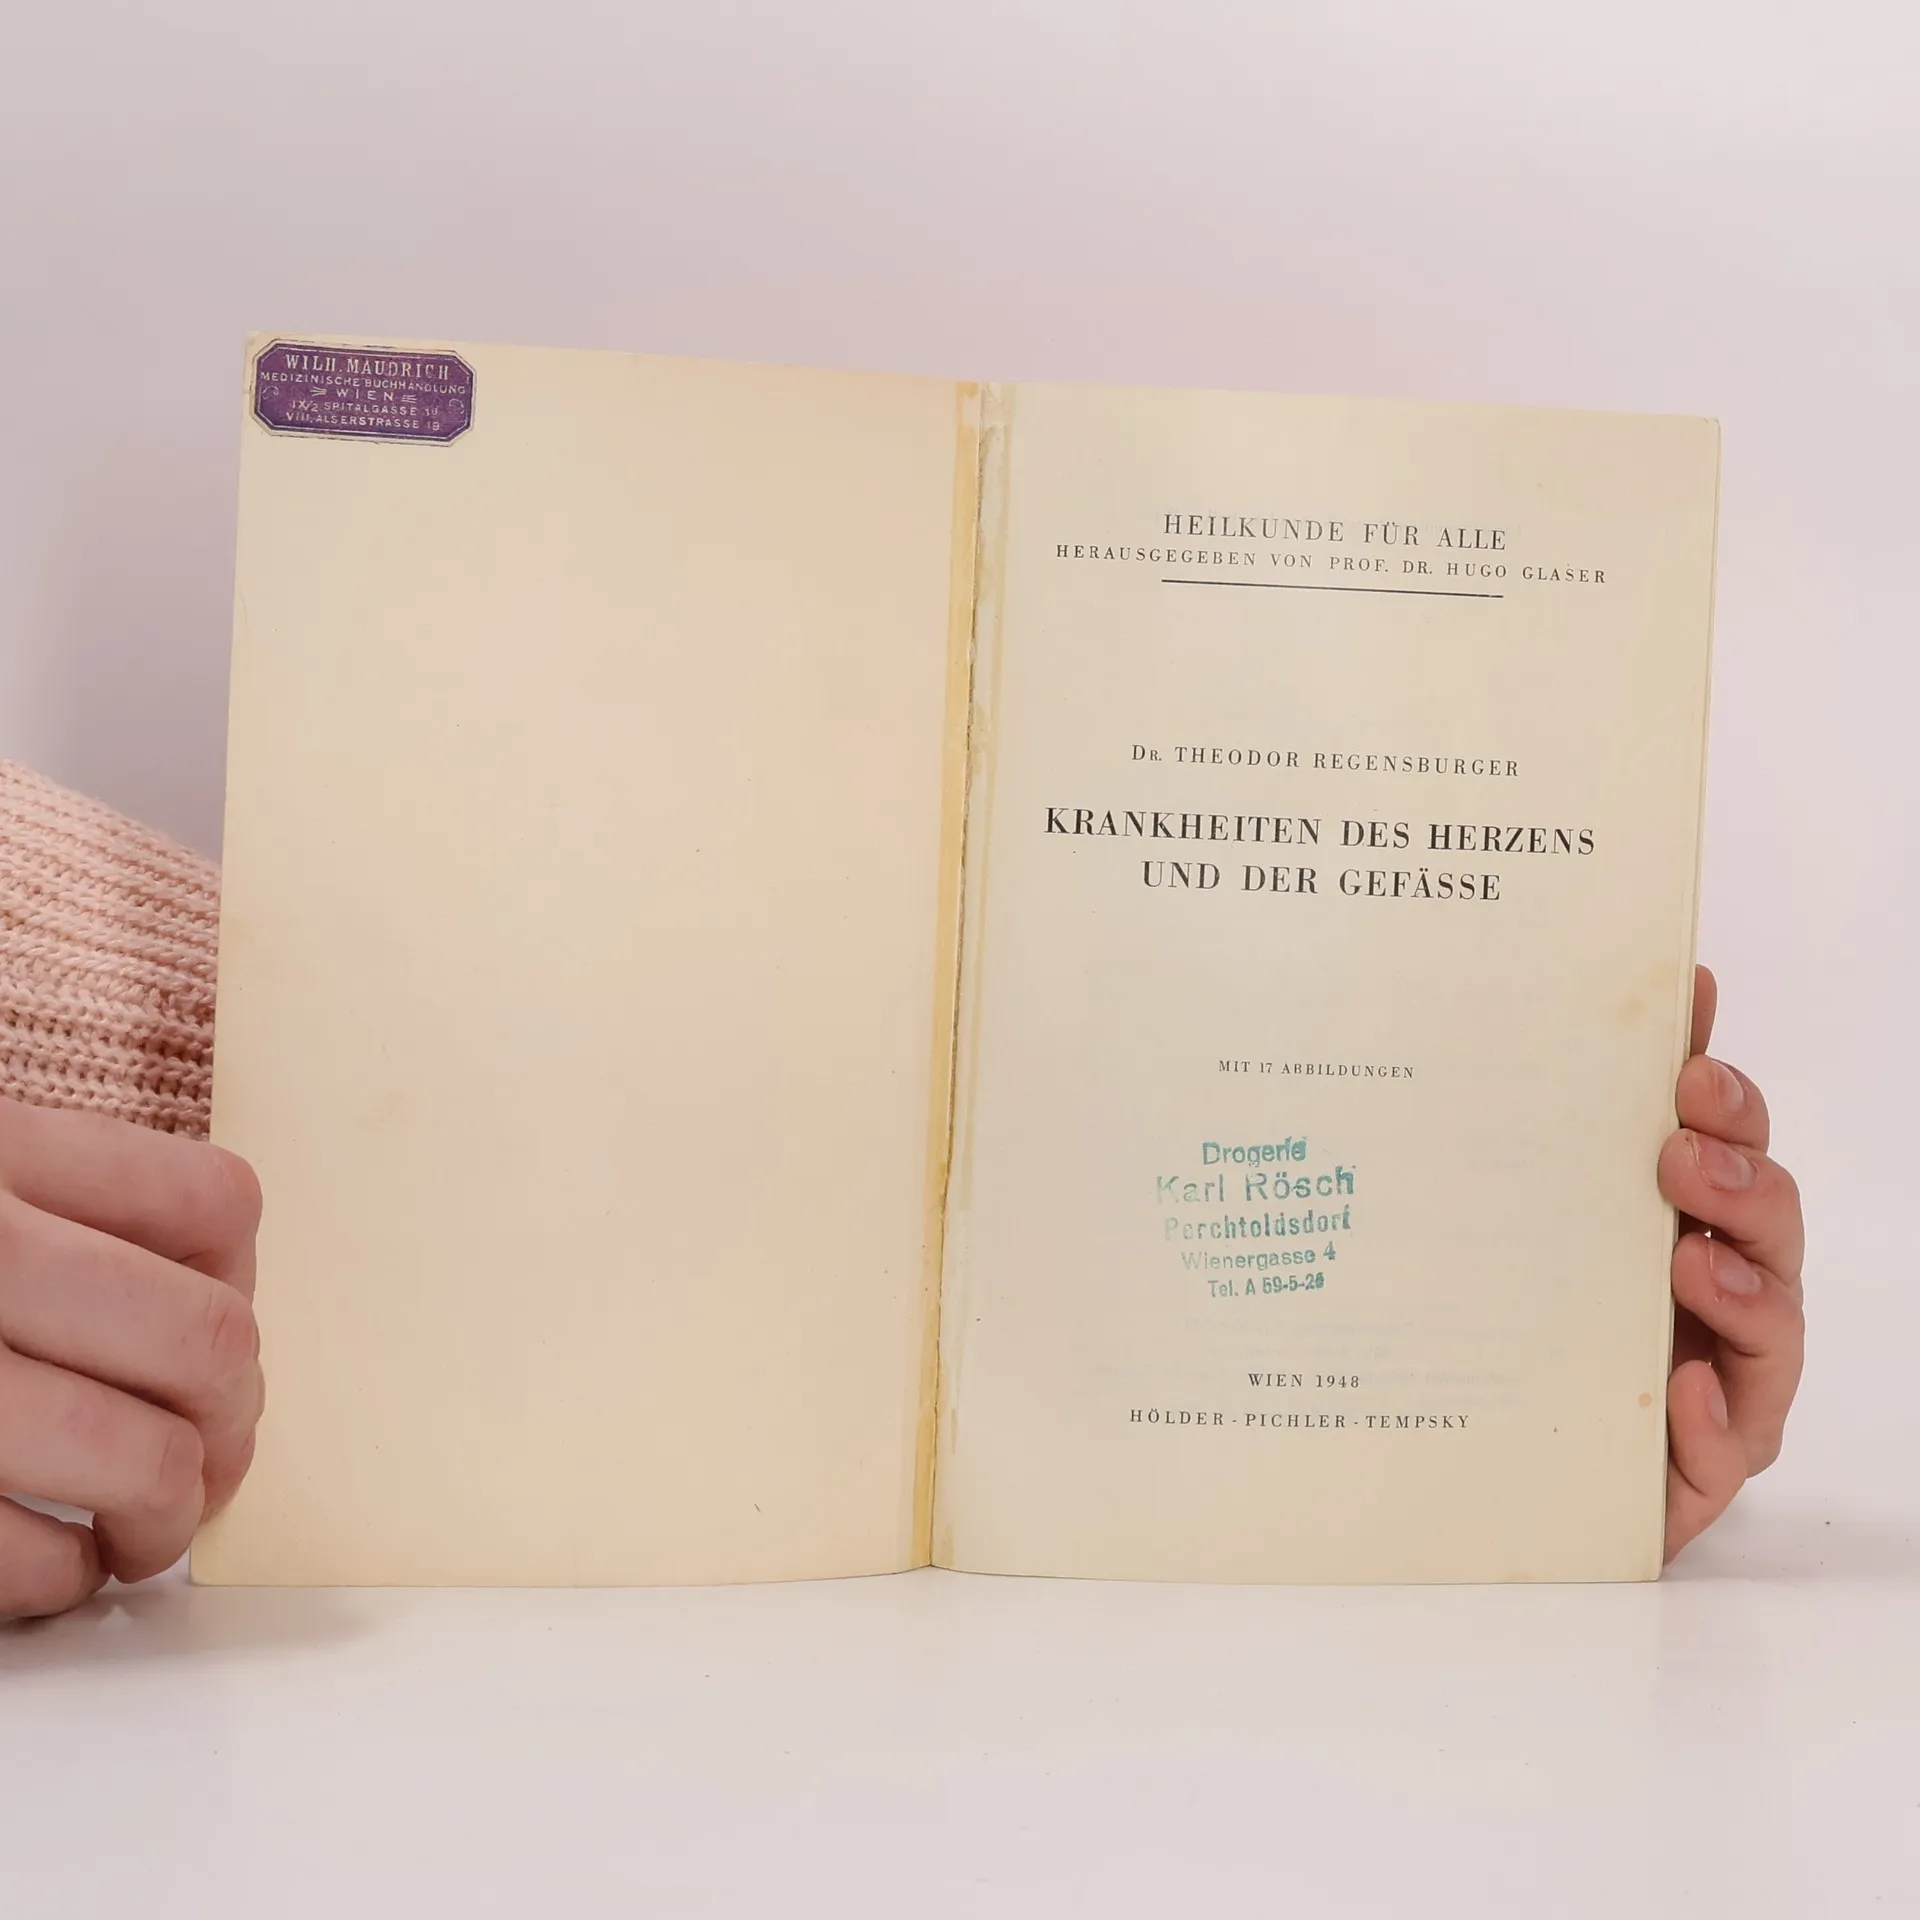 WILH. MAUDRICH
MEDIZINISCHE BUCHHANDLUNG
WIEN
IX/2 SPITALGASSE
VIII, ALSERSTRASSE 19
HEILKUNDE FÜR ALLE
HERAUSGEGEBEN VON PROF. DR. HUGO GLASER
DR. THEODOR REGENSBURGER
KRANKHEITEN DES HERZENS
UND DER GEFÄSSE
MIT 17 ABBILDUNGEN
Drogerie
Karl Rösch
Perchtoldsdorf
Wienergasse 4
Tel. A 59-5-
WIEN 1948
HÖLDER - PICHLER - TEMPSKY